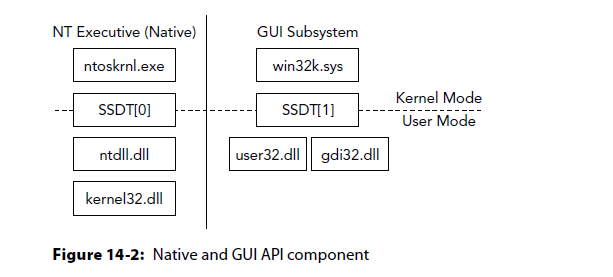 NT Executive (Native) GUI Subsystem
ntoskrnl.exe win32k.sys
Kernel Mode
SSDT[0] SSDT[1]
User Mode
ntdll.dll user32.dll gdi32.dll
kernel32.dll
Figure 14-2: Native and GUI API component